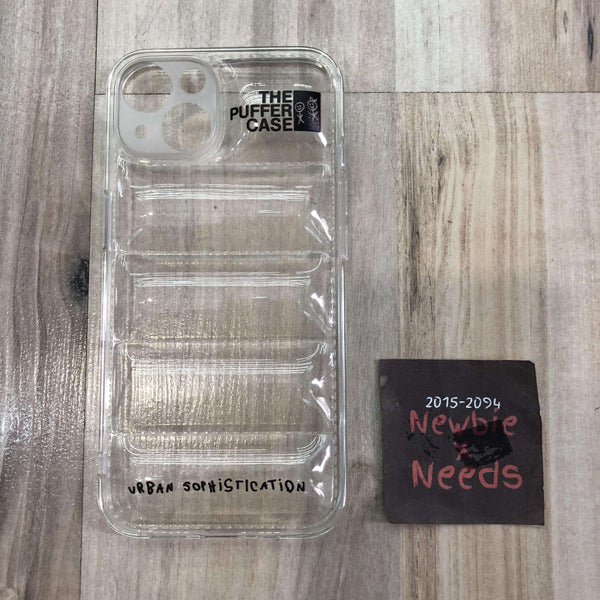 THE
PUFFER
CASE
URBAN SOPHISTICATION
2015-2094
Newbie
x
Needs